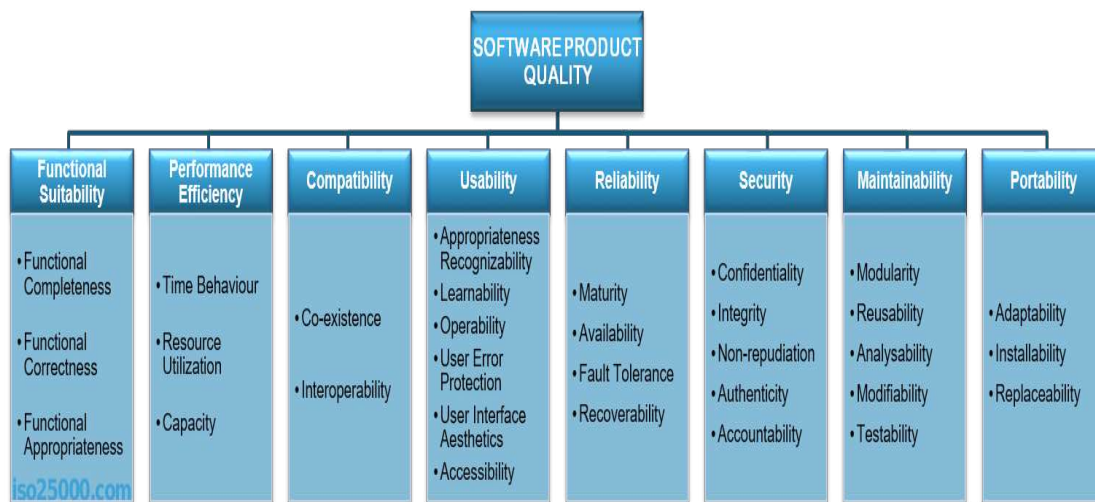 SOFTWARE PRODUCT
QUALITY
Functional
Suitability
• Functional
Completeness
• Functional
Correctness
• Functional
Appropriateness
Performance
Efficiency
• Time Behaviour
• Resource
Utilization
• Capacity
Compatibility
• Co-existence
• Interoperability
Usability
• Appropriateness
Recognizability
• Learnability
• Operability
• User Error
Protection
• User Interface
Aesthetics
• Accessibility
Reliability
• Maturity
• Availability
• Fault Tolerance
• Recoverability
Security
• Confidentiality
• Integrity
• Non-repudiation
• Authenticity
• Accountability
Maintainability
• Modularity
• Reusability
• Analysability
• Modifiability
• Testability
Portability
• Adaptability
• Installability
• Replaceability
iso25000.com